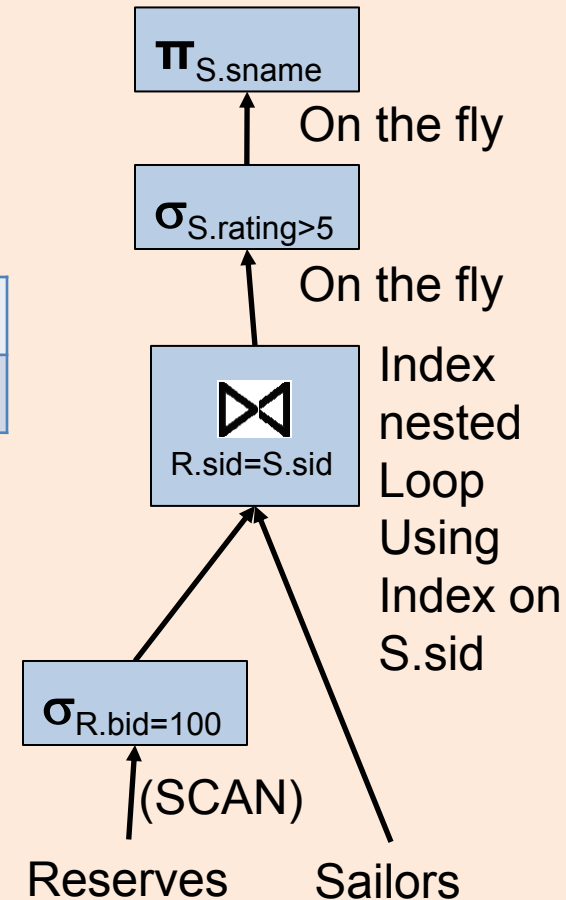 πS.sname
On the fly
σS.rating>5
On the fly
⋈
R.sid=S.sid
Index
nested
Loop
Using
Index on
S.sid
σR.bid=100
(SCAN)
Reserves
Sailors